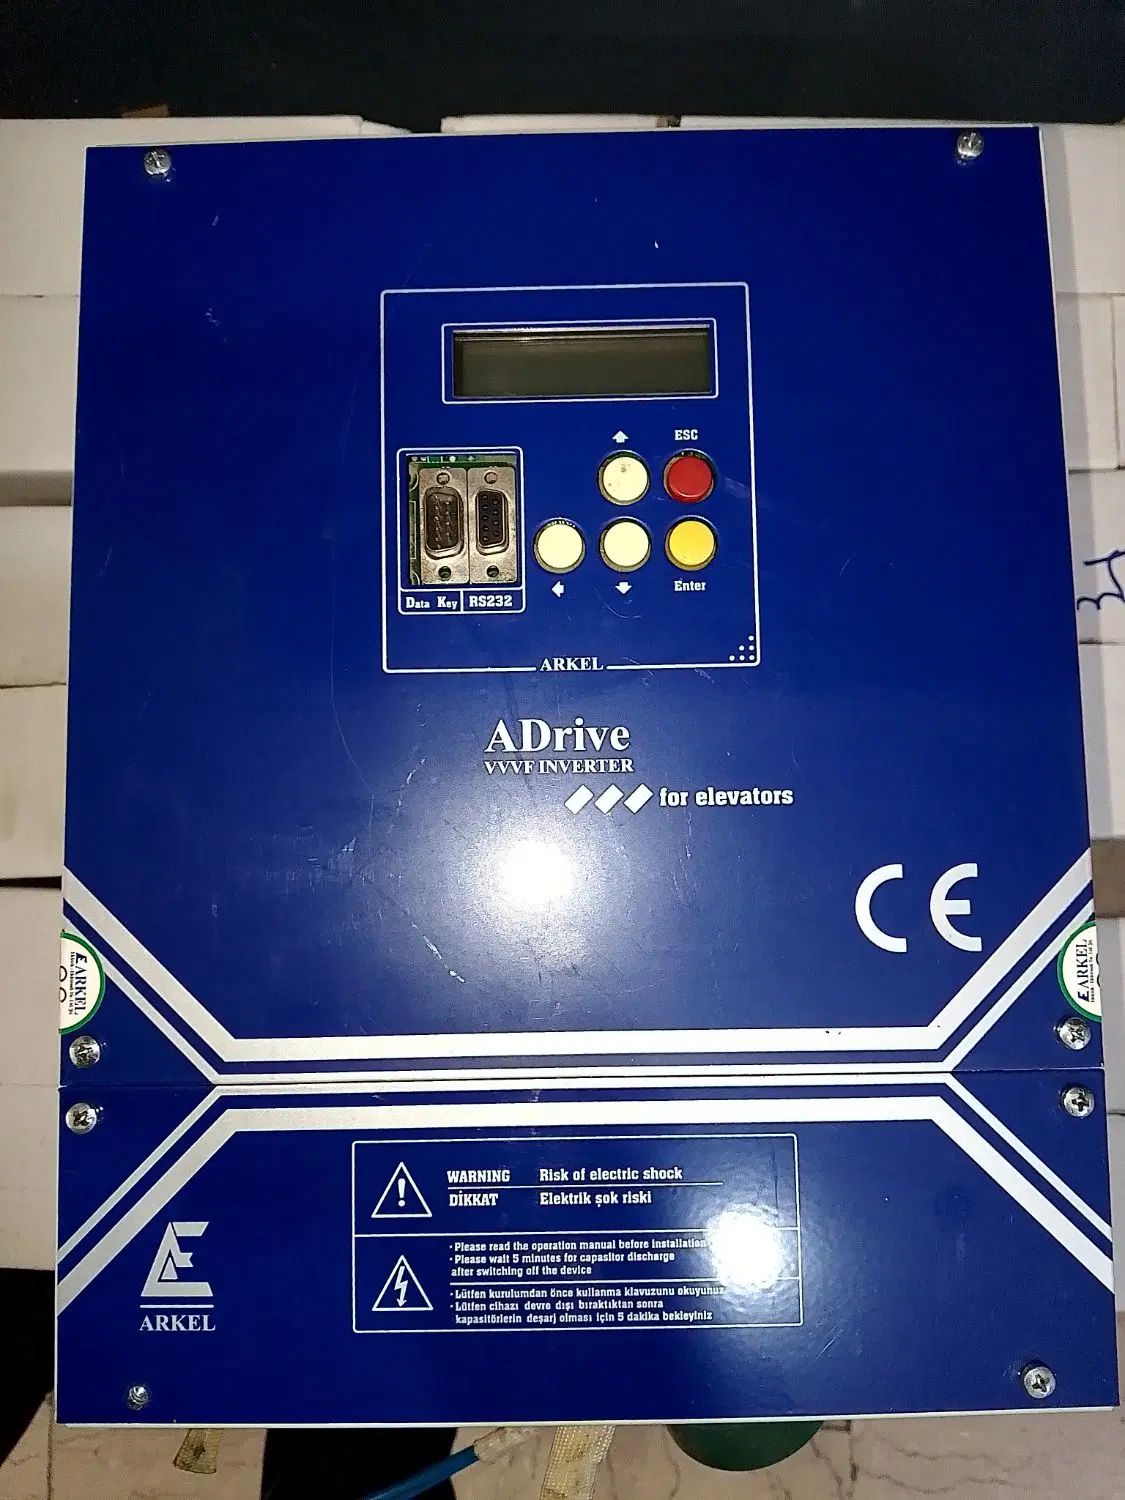 ESC
Enter
Data Key RS232
ARKEL
ADrive
VVVF INVERTER
for elevators
CE
ARKEL
ARKEL
WARNING Risk of electric shock
DİKKAT Elektrik şok riski
· Please read the operation manual before installation
· Please wait 5 minutes for capasitor discharge
after switching off the device
· Lütfen kurulumdan önce kullanma klavuzunu okuyunuz
· Lütfen cihazı devre dışı bıraktıktan sonra
kapasitörlerin deşarj olması için 5 dakika bekleyiniz
ARKEL